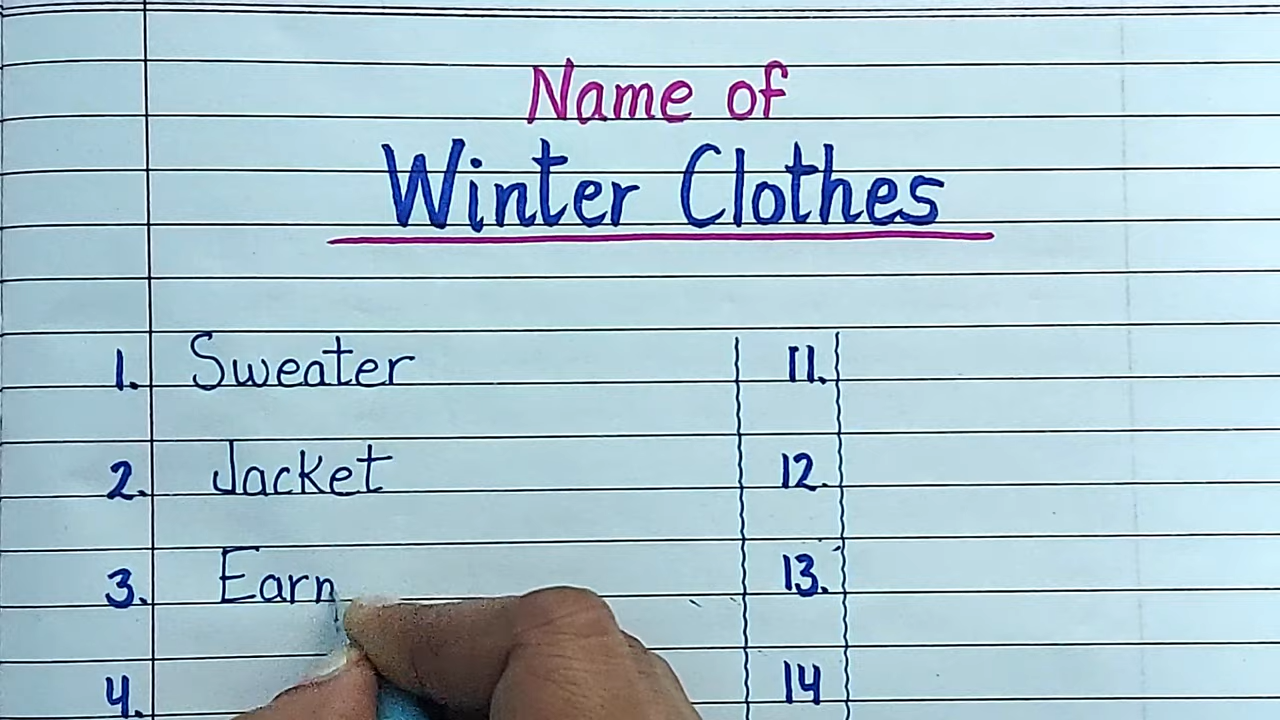 Name of
Winter Clothes
1. Sweater 11.
2. Jacket 12.
3. Earn 13.
4. 14